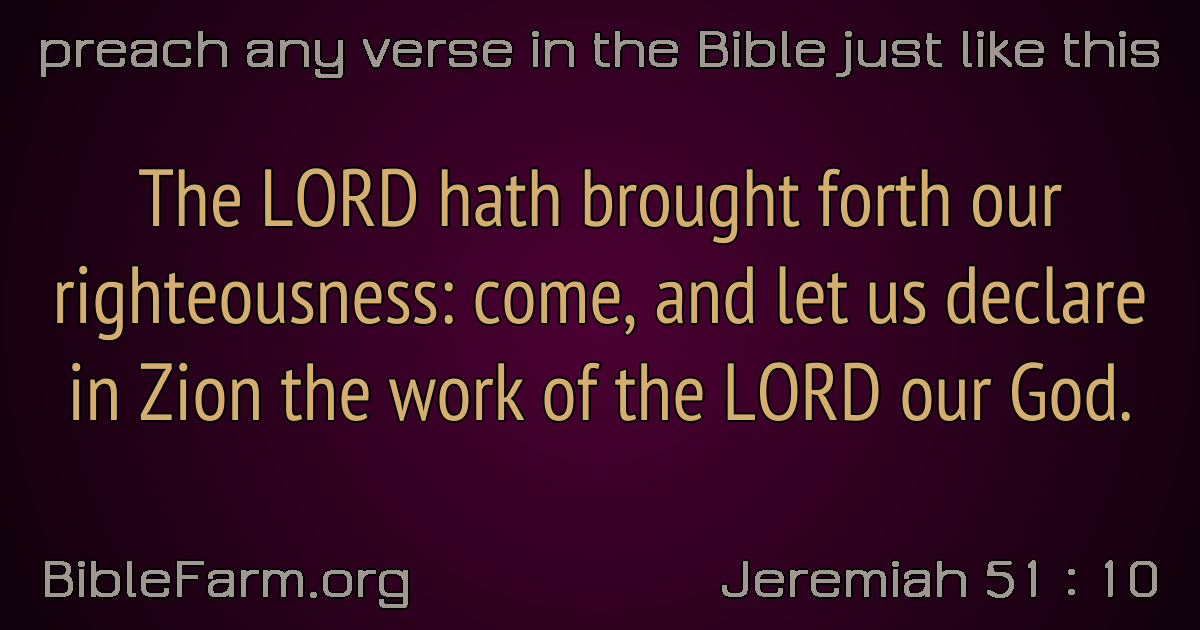 preach any verse in the Bible just like this
The LORD hath brought forth our
righteousness: come, and let us declare
in Zion the work of the LORD our God.
BibleFarm.org
Jeremiah 51 : 10